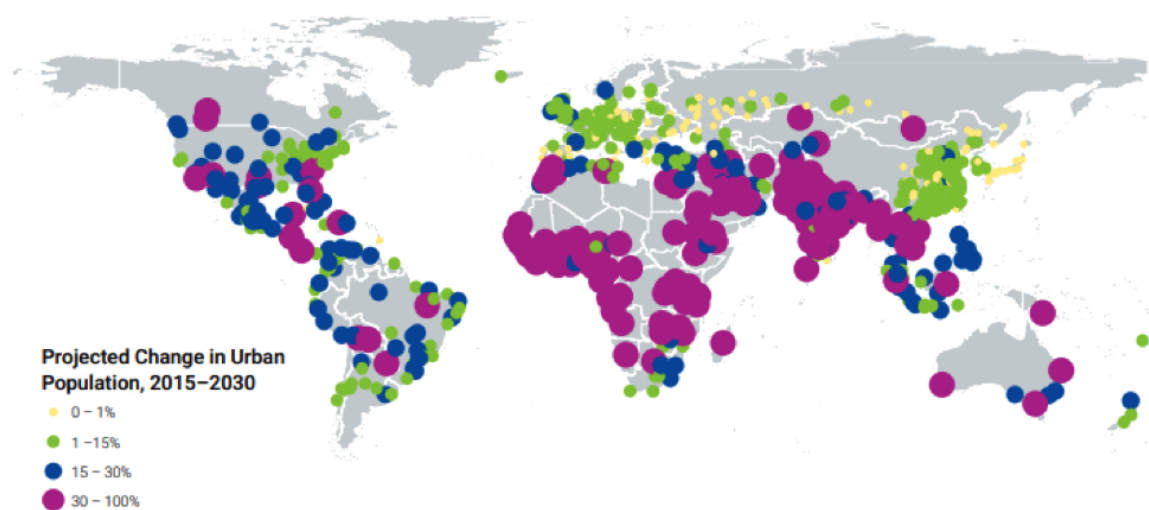 Projected Change in Urban
Population, 2015–2030
0 – 1%
1 –15%
15 – 30%
30 – 100%